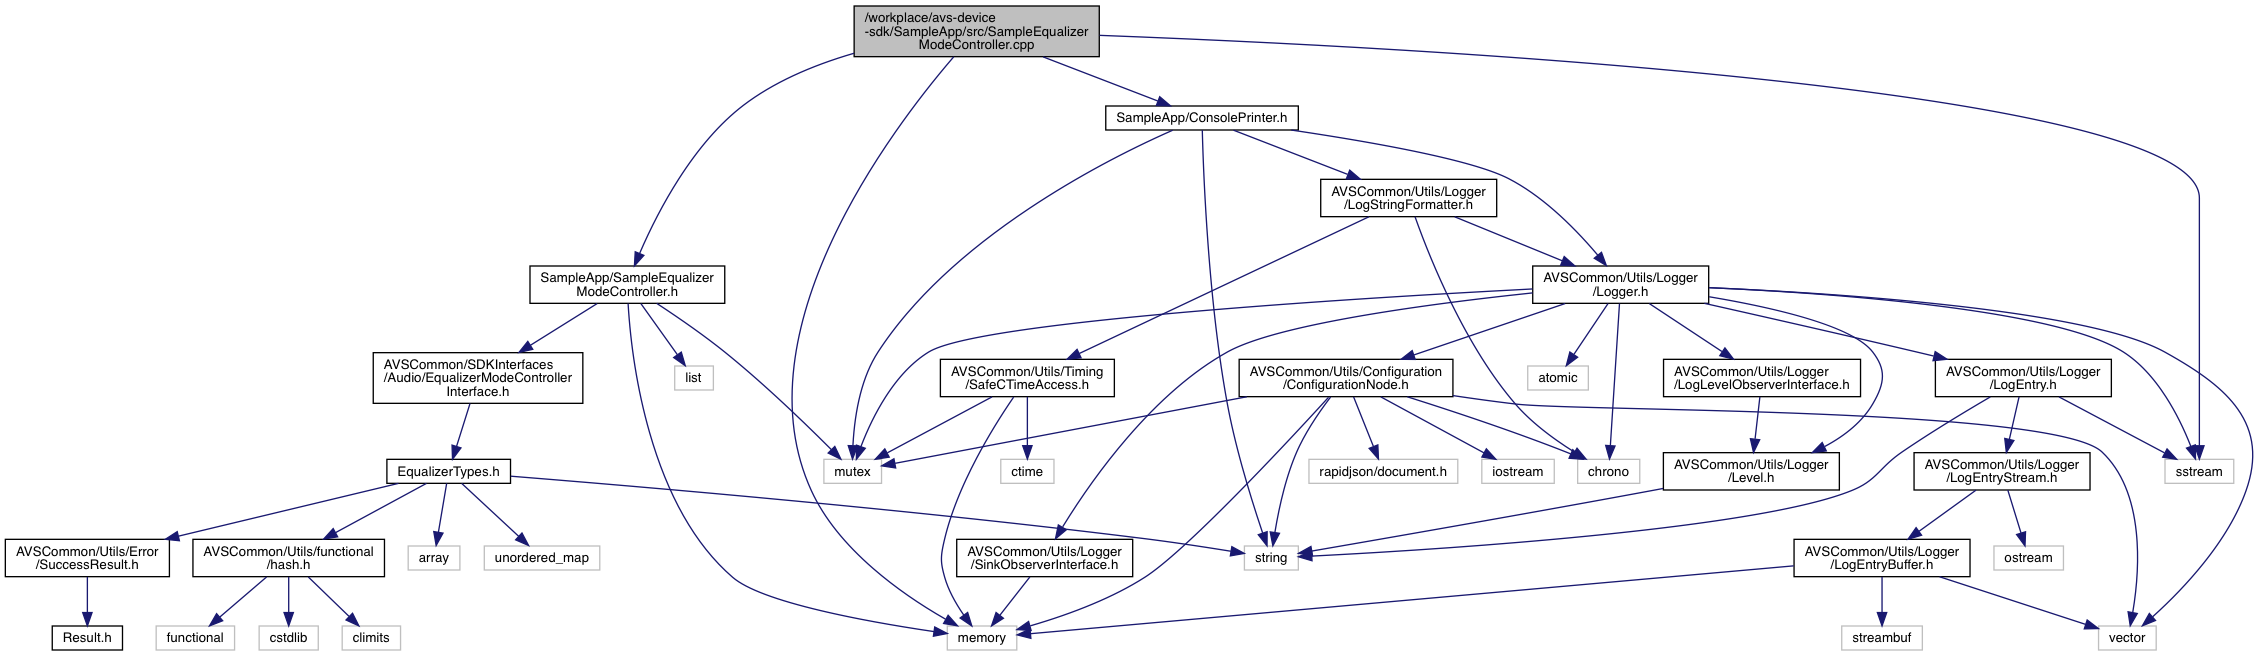 /workplace/avs-device
-sdk/SampleApp/src/SampleEqualizer
ModeController.cpp
SampleApp/ConsolePrinter.h
AVSCommon/Utils/Logger
/LogStringFormatter.h
SampleApp/SampleEqualizer
ModeController.h
AVSCommon/Utils/Logger
/Logger.h
AVSCommon/SDKInterfaces
/Audio/EqualizerModeController
Interface.h
list
AVSCommon/Utils/Timing
/SafeCTimeAccess.h
AVSCommon/Utils/Configuration
/ConfigurationNode.h
atomic
AVSCommon/Utils/Logger
/LogLevelObserverInterface.h
AVSCommon/Utils/Logger
/LogEntry.h
EqualizerTypes.h
mutex
ctime
rapidjson/document.h
iostream
chrono
AVSCommon/Utils/Logger
/Level.h
AVSCommon/Utils/Logger
/LogEntryStream.h
sstream
AVSCommon/Utils/Error
/SuccessResult.h
AVSCommon/Utils/functional
/hash.h
array
unordered_map
AVSCommon/Utils/Logger
/SinkObserverInterface.h
string
AVSCommon/Utils/Logger
/LogEntryBuffer.h
ostream
Result.h
functional
cstdlib
climits
memory
streambuf
vector